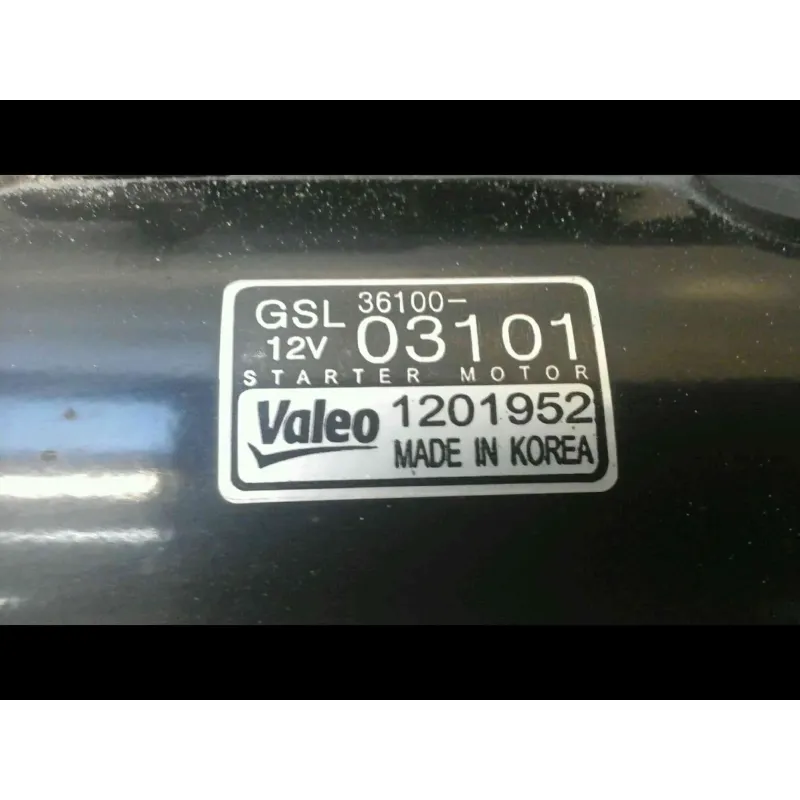 GSL 36100-
12V 03101
STARTER MOTOR
Valeo 1201952
MADE IN KOREA